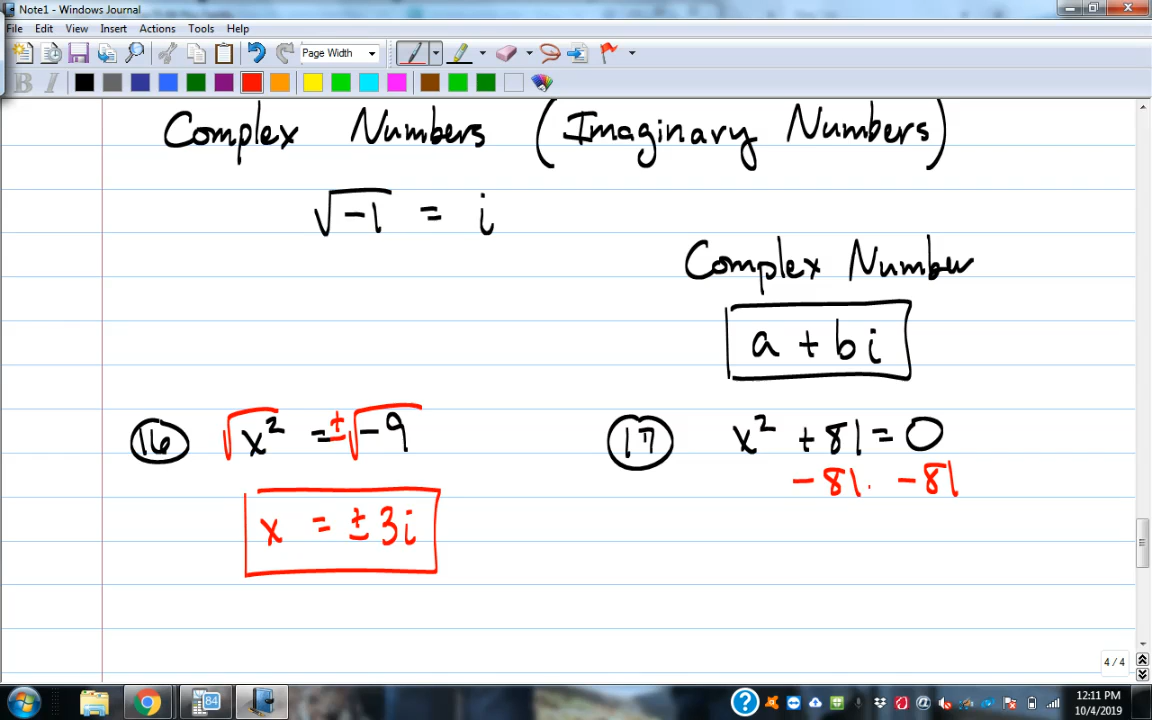 Note1 - Windows Journal
File Edit View Insert Actions Tools Help
Page Width
B I
Complex Numbers (Imaginary Numbers)
√-1 = i
Complex Number
a + bi
16 √x² = ± √-9
x = ± 3i
17 x² + 81 = 0
- 81 - 81
4 / 4
84
12:11 PM
10/4/2019